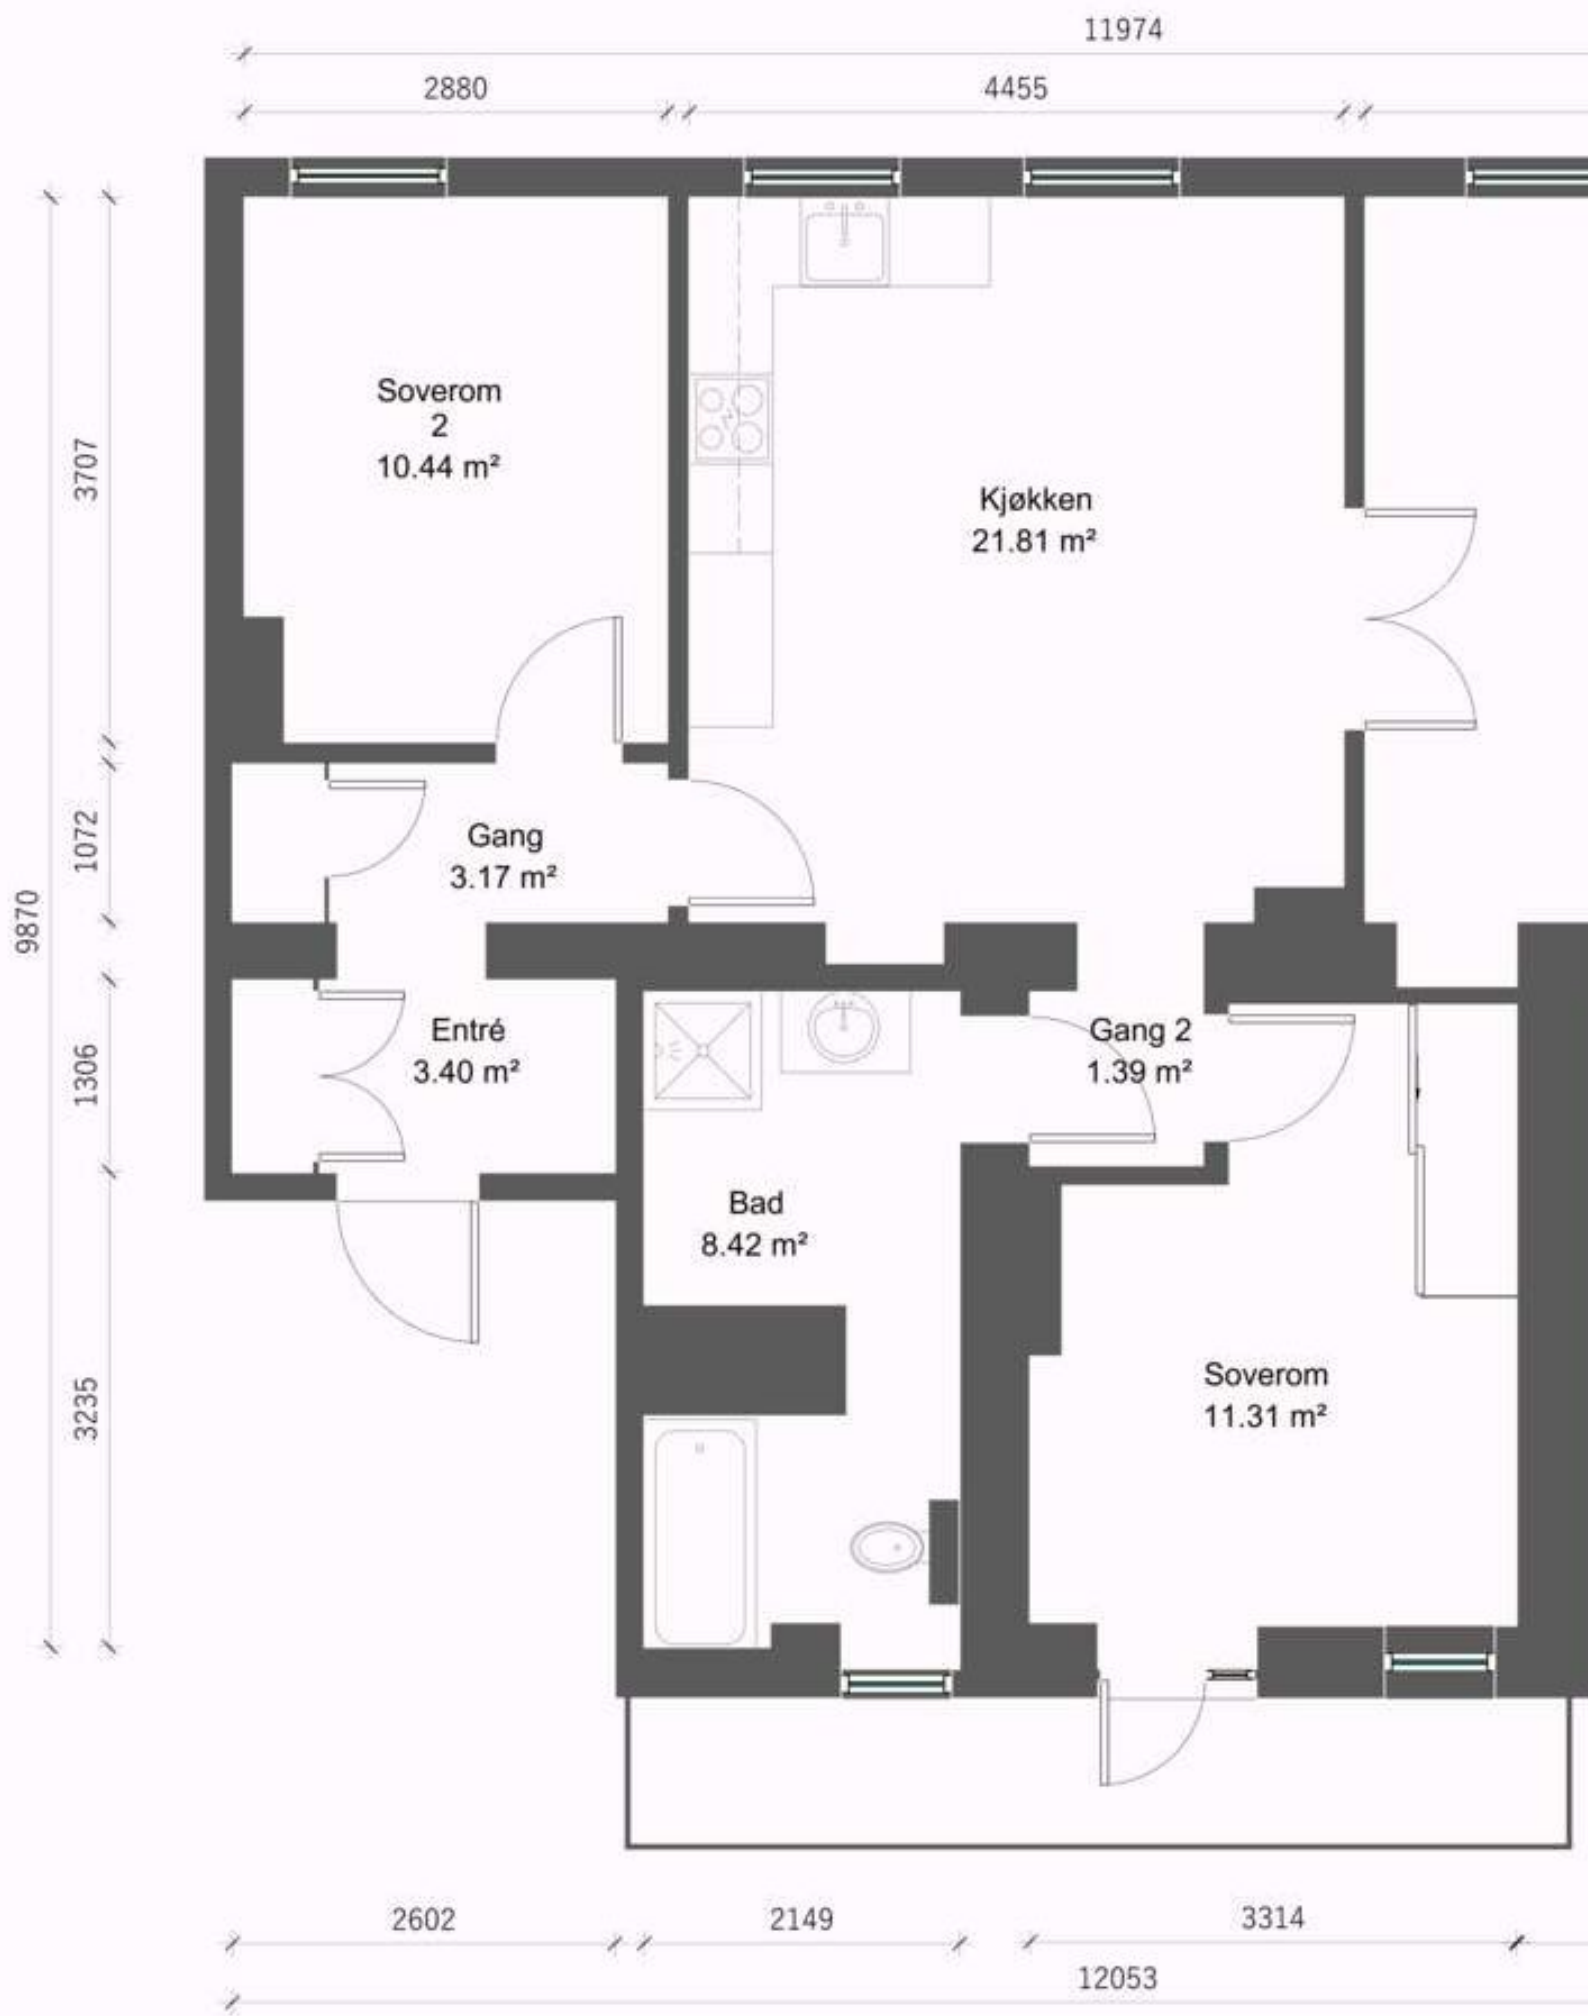 11974
2880
4455
Soverom
2
10.44 m²
3707
Kjøkken
21.81 m²
Gang
3.17 m²
1072
9870
Entré
3.40 m²
1306
Gang 2
1.39 m²
Bad
8.42 m²
Soverom
11.31 m²
3235
2602
2149
3314
12053